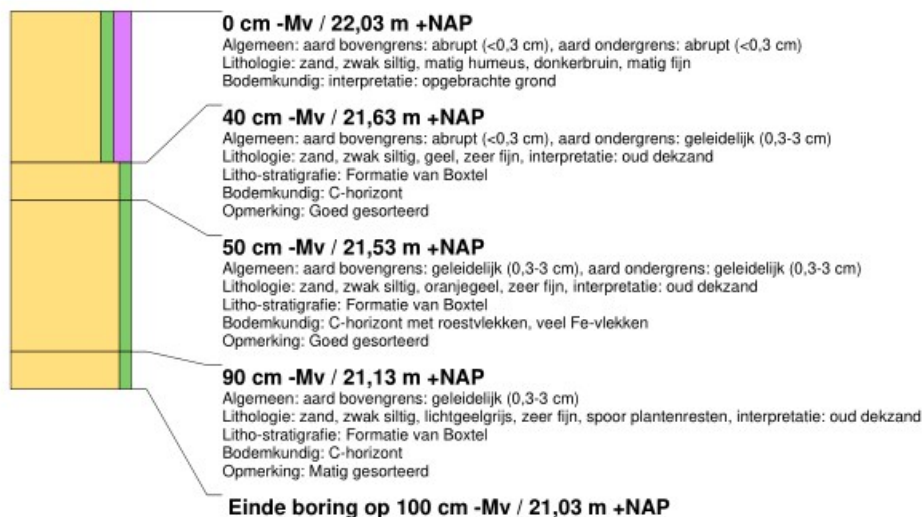 0 cm -Mv / 22,03 m +NAP
Algemeen: aard bovengrens: abrupt (<0,3 cm), aard ondergrens: abrupt (<0,3 cm)
Lithologie: zand, zwak siltig, matig humeus, donkerbruin, matig fijn
Bodemkundig: interpretatie: opgebrachte grond
40 cm -Mv / 21,63 m +NAP
Algemeen: aard bovengrens: abrupt (<0,3 cm), aard ondergrens: geleidelijk (0,3-3 cm)
Lithologie: zand, zwak siltig, geel, zeer fijn, interpretatie: oud dekzand
Litho-stratigrafie: Formatie van Boxtel
Bodemkundig: C-horizont
Opmerking: Goed gesorteerd
50 cm -Mv / 21,53 m +NAP
Algemeen: aard bovengrens: geleidelijk (0,3-3 cm), aard ondergrens: geleidelijk (0,3-3 cm)
Lithologie: zand, zwak siltig, oranjegeel, zeer fijn, interpretatie: oud dekzand
Litho-stratigrafie: Formatie van Boxtel
Bodemkundig: C-horizont met roestvlekken, veel Fe-vlekken
Opmerking: Goed gesorteerd
90 cm -Mv / 21,13 m +NAP
Algemeen: aard bovengrens: geleidelijk (0,3-3 cm)
Lithologie: zand, zwak siltig, lichtgeelgrijs, zeer fijn, spoor plantenresten, interpretatie: oud dekzand
Litho-stratigrafie: Formatie van Boxtel
Bodemkundig: C-horizont
Opmerking: Matig gesorteerd
Einde boring op 100 cm -Mv / 21,03 m +NAP